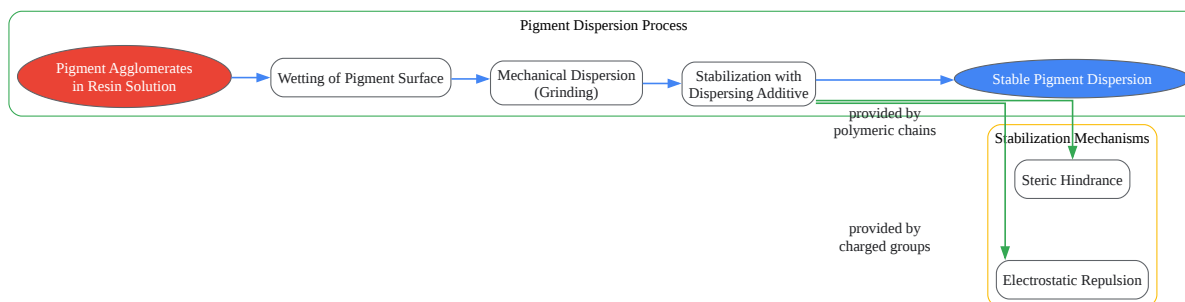 Pigment Dispersion Process
Pigment Agglomerates
in Resin Solution
Wetting of Pigment Surface
Mechanical Dispersion
(Grinding)
Stabilization with
Dispersing Additive
Stable Pigment Dispersion
provided by
polymeric chains
Stabilization Mechanisms
Steric Hindrance
provided by
charged groups
Electrostatic Repulsion